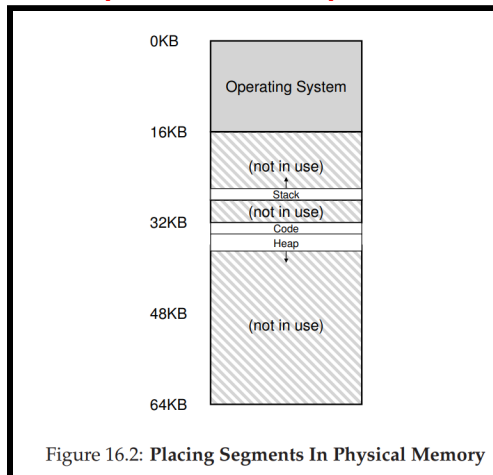 0KB
Operating System
16KB
(not in use)
Stack
(not in use)
32KB
Code
Heap
48KB
(not in use)
64KB
Figure 16.2: Placing Segments In Physical Memory